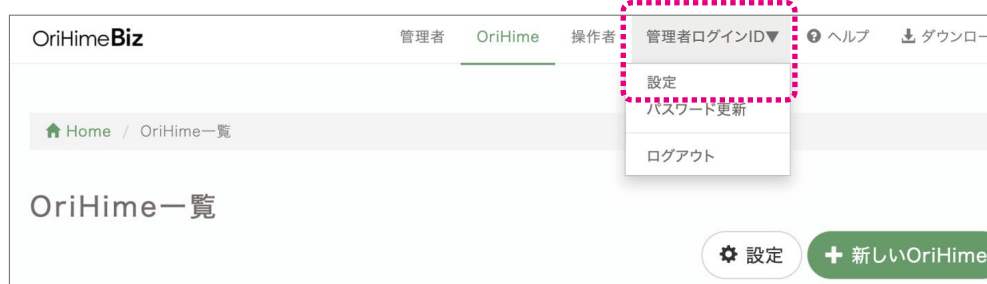 OriHimeBiz 管理者 OriHime 操作者 管理者ログインID▼ ヘルプ ダウンロー
設定
パスワード更新
Home / OriHime一覧
ログアウト
OriHime一覧
設定 新しいOriHime